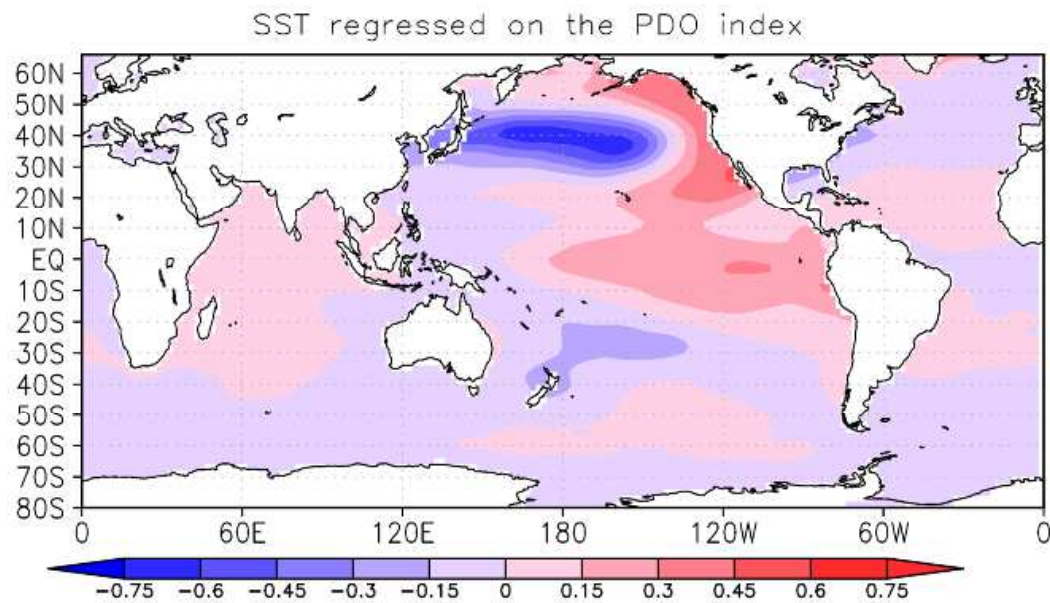 SST regressed on the PDO index
60N
50N
40N
30N
20N
10N
EQ
10S
20S
30S
40S
50S
60S
70S
80S
0 60E 120E 180 120W 60W 0
-0.75 -0.6 -0.45 -0.3 -0.15 0 0.15 0.3 0.45 0.6 0.75